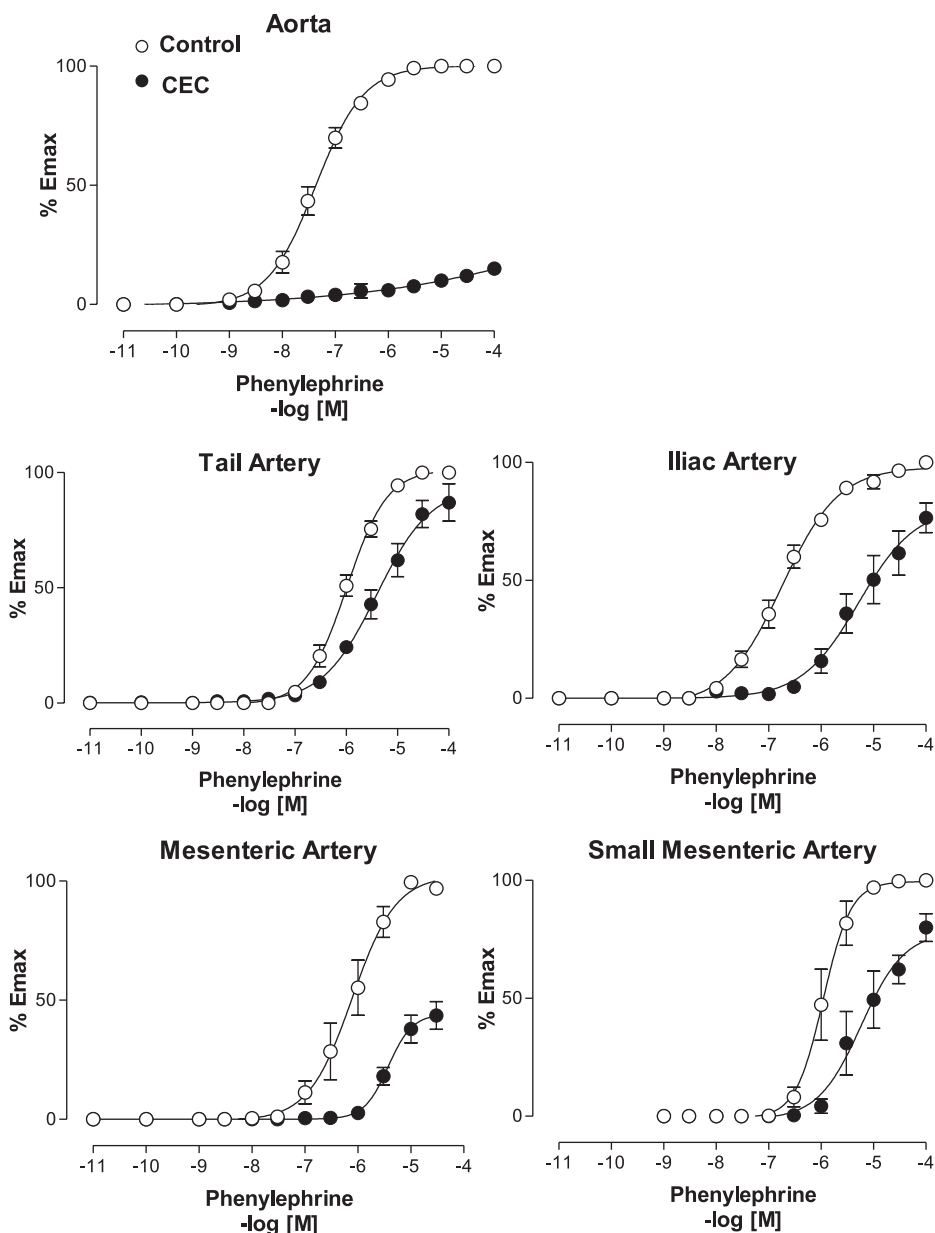 Aorta
Control
CEC
100
50
0
% Emax
-11 -10 -9 -8 -7 -6 -5 -4
Phenylephrine
-log [M]
Tail Artery
100
50
0
% Emax
-11 -10 -9 -8 -7 -6 -5 -4
Phenylephrine
-log [M]
Iliac Artery
100
50
0
% Emax
-11 -10 -9 -8 -7 -6 -5 -4
Phenylephrine
-log [M]
Mesenteric Artery
100
50
0
% Emax
-11 -10 -9 -8 -7 -6 -5 -4
Phenylephrine
-log [M]
Small Mesenteric Artery
100
50
0
% Emax
-11 -10 -9 -8 -7 -6 -5 -4
Phenylephrine
-log [M]